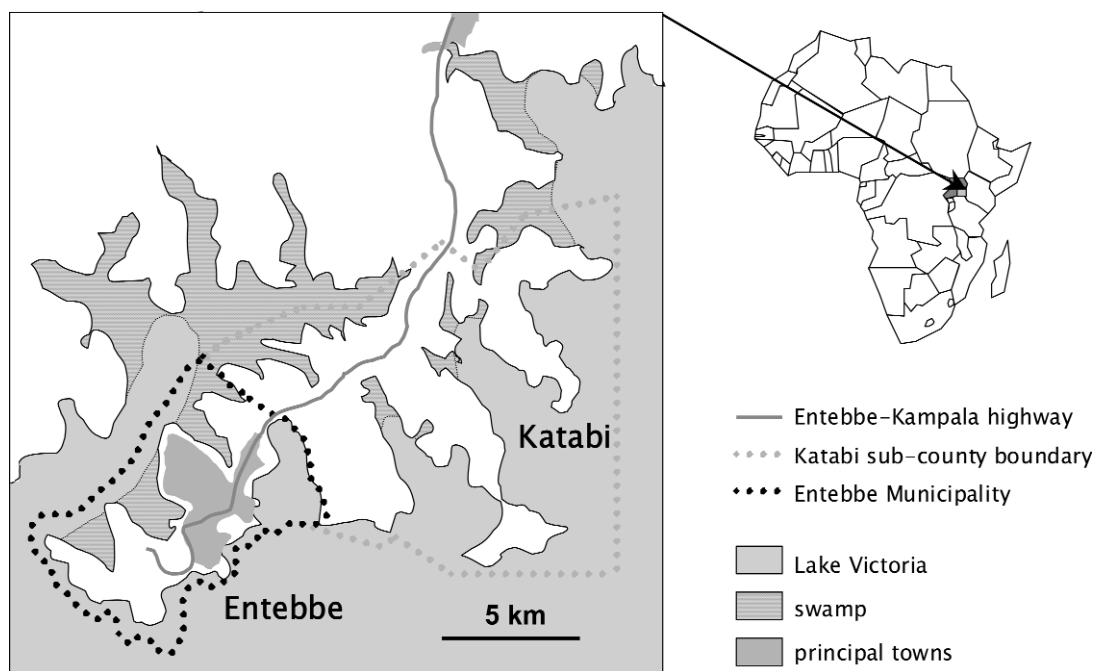 Katabi
Entebbe
5 km
Entebbe-Kampala highway
Katabi sub-county boundary
Entebbe Municipality
Lake Victoria
swamp
principal towns